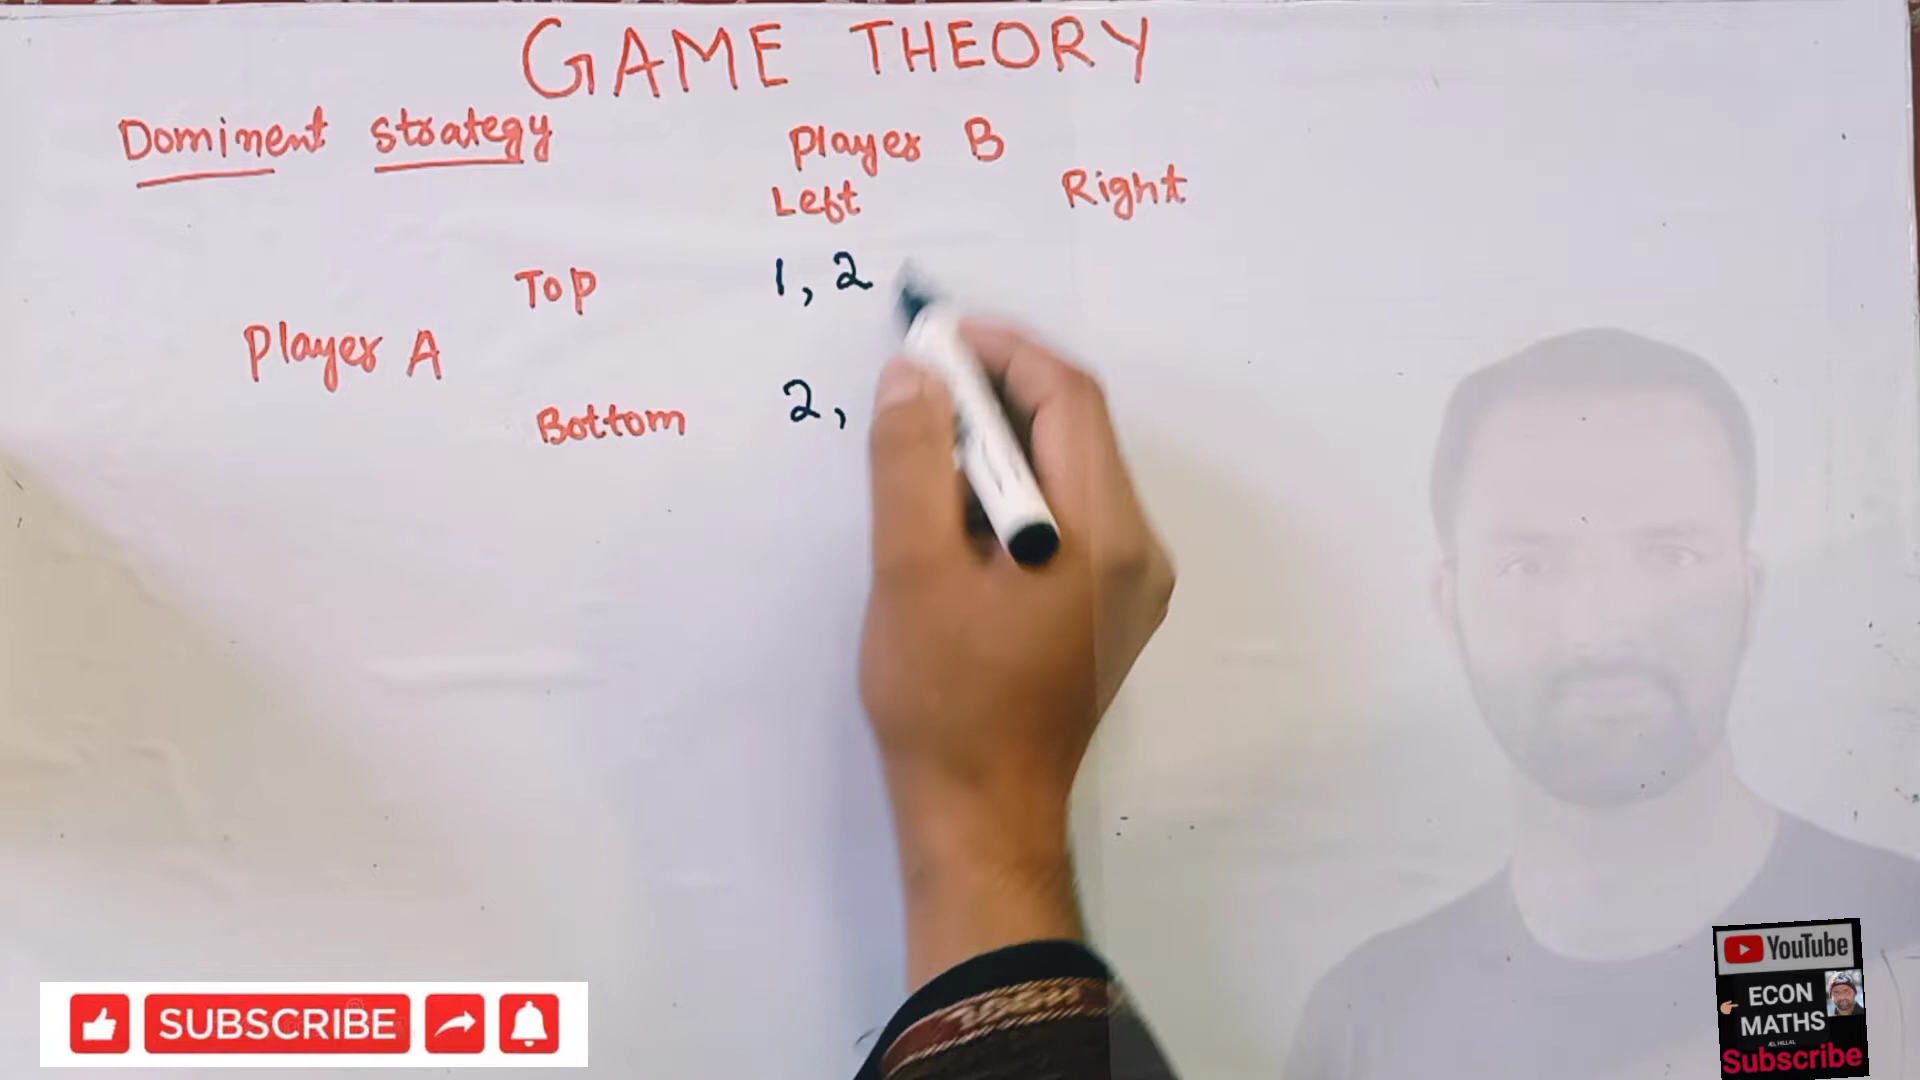 GAME THEORY
Dominent strategy
Player B
Left Right
Top 1, 2
Player A
Bottom 2,
SUBSCRIBE
YouTube
ECON
MATHS
Subscribe